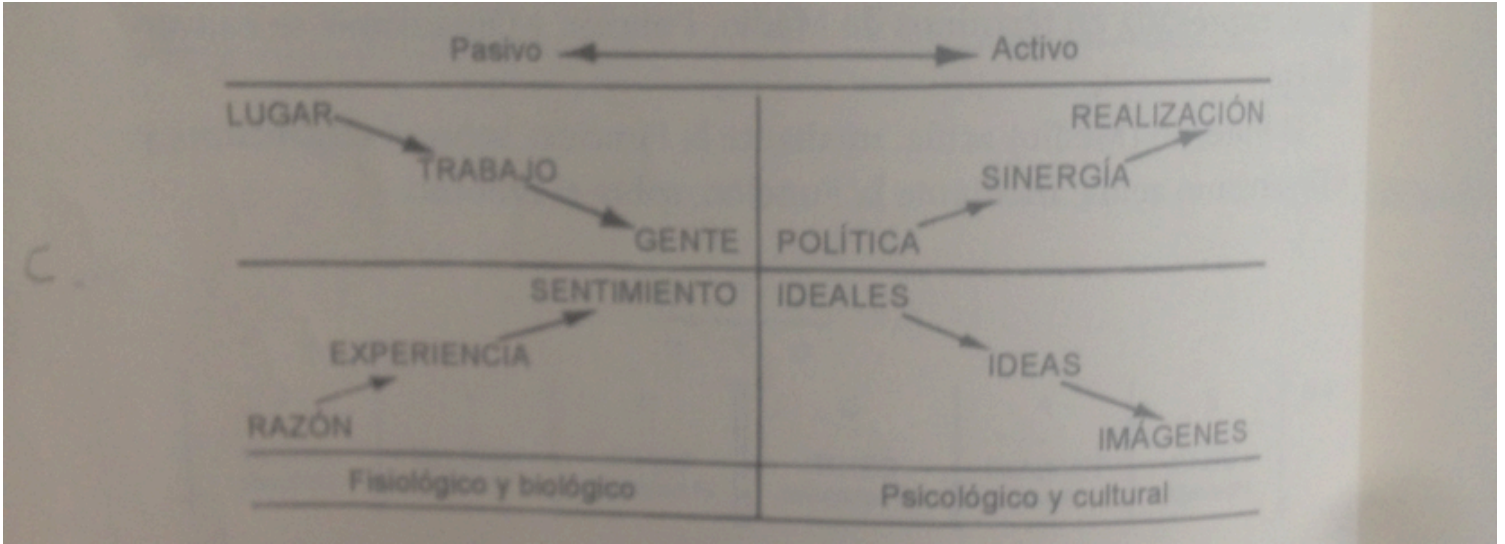 Pasivo Activo
LUGAR REALIZACIÓN
TRABAJO SINERGÍA
GENTE POLÍTICA
SENTIMIENTO IDEALES
EXPERIENCIA IDEAS
RAZÓN IMÁGENES
Fisiológico y biológico Psicológico y cultural
C.